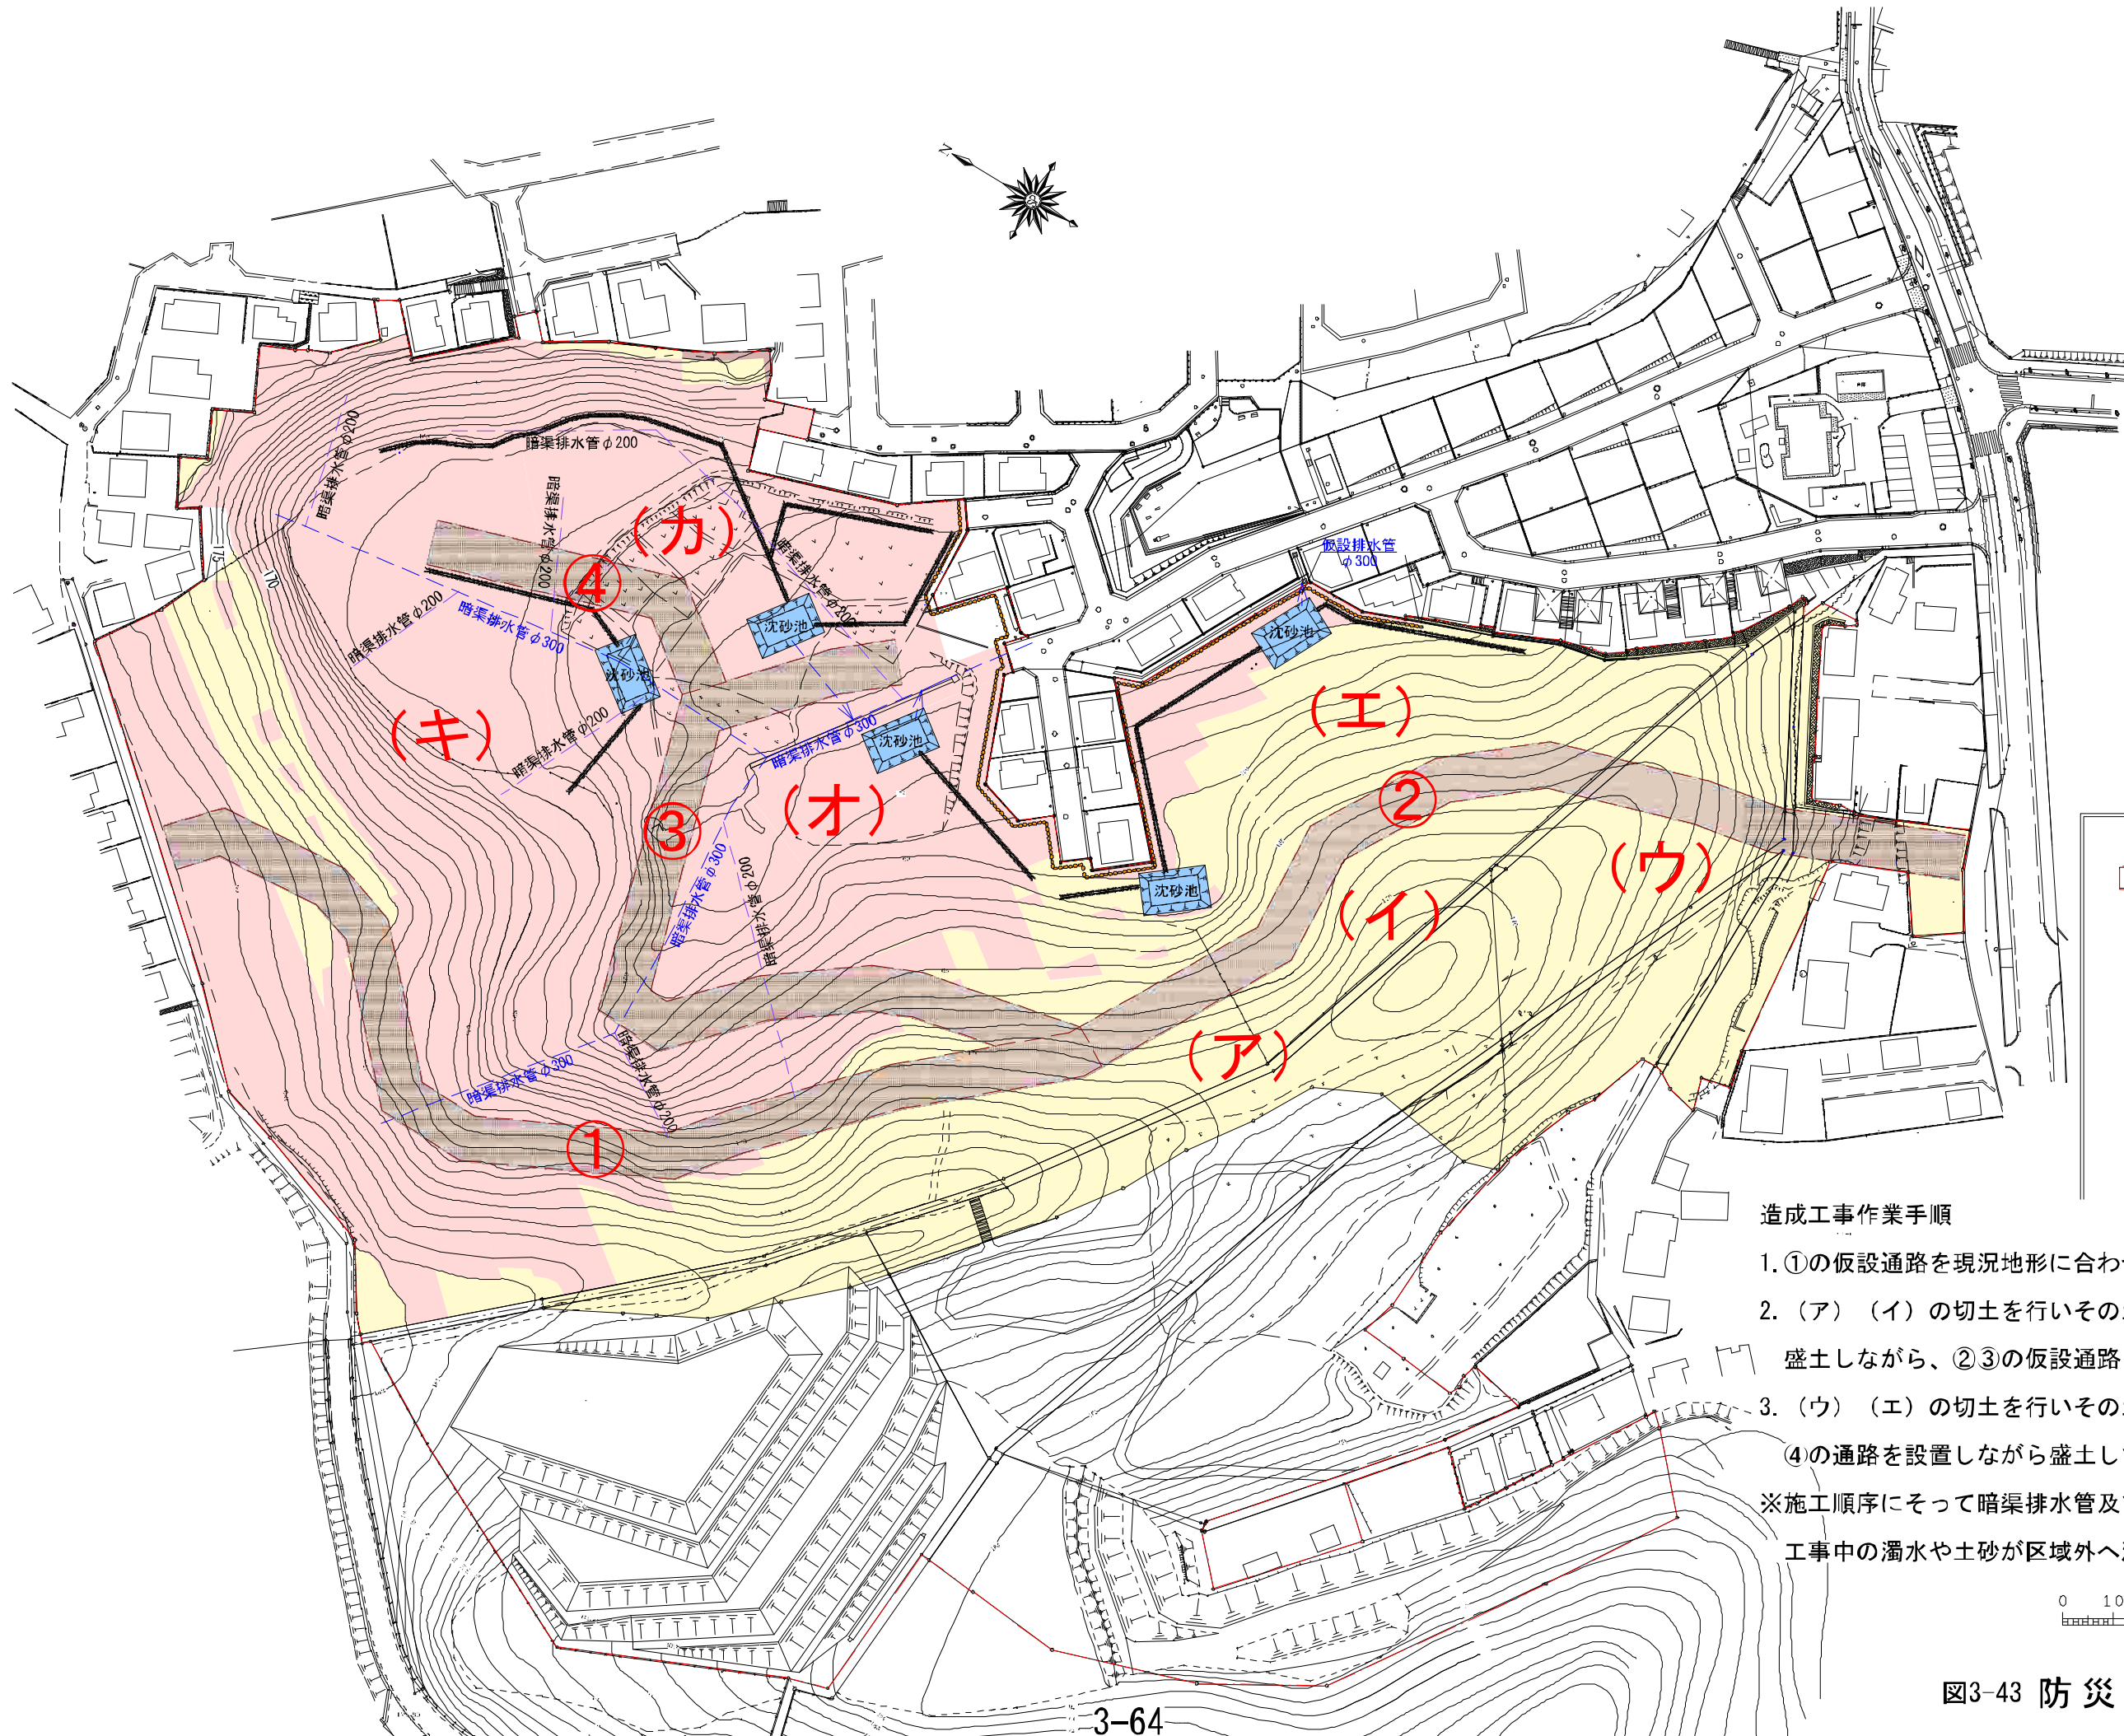 N
暗渠排水管φ200
暗渠排水管φ200
暗渠排水管φ200
175
170
(カ)
④
暗渠排水管φ200
仮設排水管
φ300
暗渠排水管φ200
暗渠排水管φ300
沈砂池
沈砂池
沈砂池
(キ)
暗渠排水管φ200
暗渠排水管φ300
沈砂池
(エ)
③
(オ)
②
暗渠排水管φ300
暗渠排水管φ200
沈砂池
(ウ)
(イ)
(ア)
暗渠排水管φ300
暗渠排水管φ200
①
造成工事作業手順
1.①の仮設通路を現況地形に合わ
2.(ア)(イ)の切土を行いその
盛土しながら、②③の仮設通路
3.(ウ)(エ)の切土を行いその
④の通路を設置しながら盛土し
※施工順序にそって暗渠排水管及
工事中の濁水や土砂が区域外へ
0 10
図3-43 防災
3-64